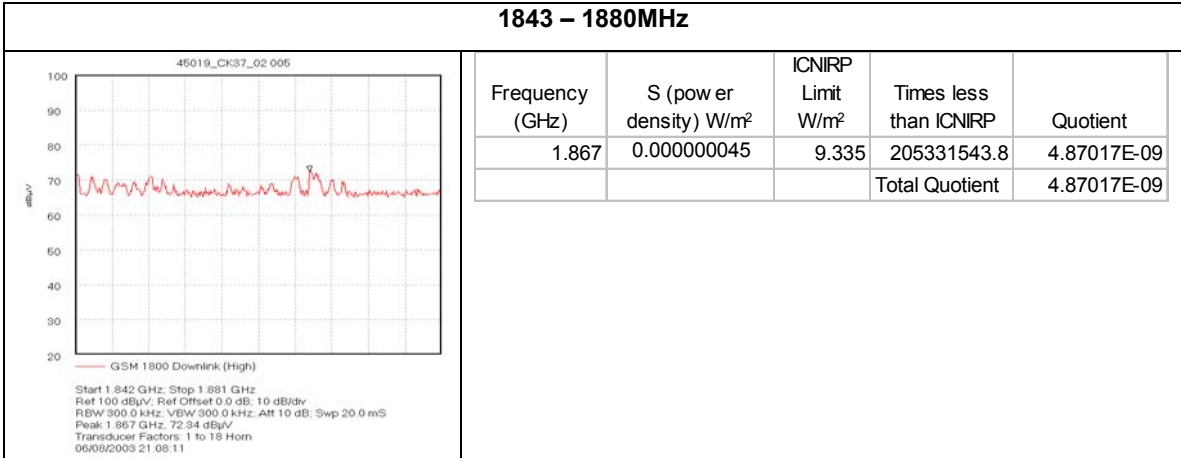 1843 – 1880MHz
45019_CK37_02 005
100
90
80
70
60
50
40
30
20
dBµV
GSM 1800 Downlink (High)
Start 1.842 GHz; Stop 1.881 GHz
Ref 100 dBµV; Ref Offset 0.0 dB; 10 dB/div
RBW 300.0 kHz; VBW 300.0 kHz; Att 10 dB; Swp 20.0 mS
Peak 1.867 GHz, 72.34 dBµV
Transducer Factors: 1 to 18 Horn
06/08/2003 21:08:11
Frequency (GHz) S (power density) W/m² ICNIRP Limit W/m² Times less than ICNIRP Quotient
1.867 0.000000045 9.335 205331543.8 4.87017E-09
Total Quotient 4.87017E-09